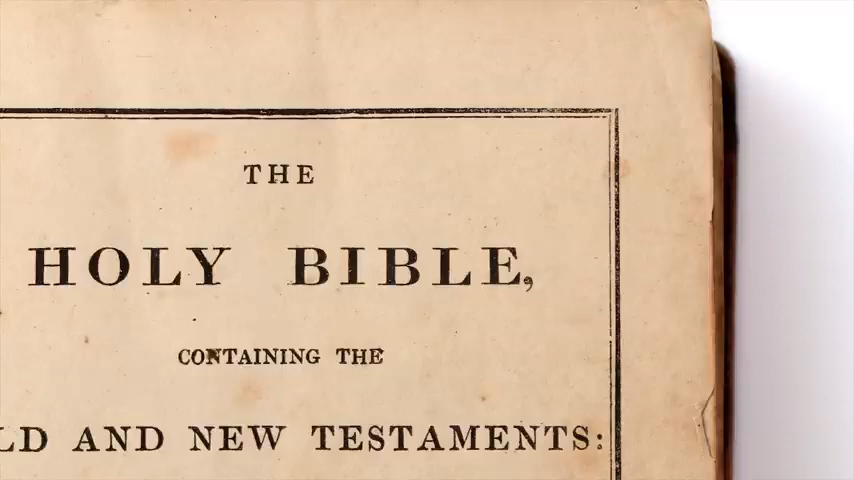 THE
HOLY BIBLE,
CONTAINING THE
LD AND NEW TESTAMENTS: